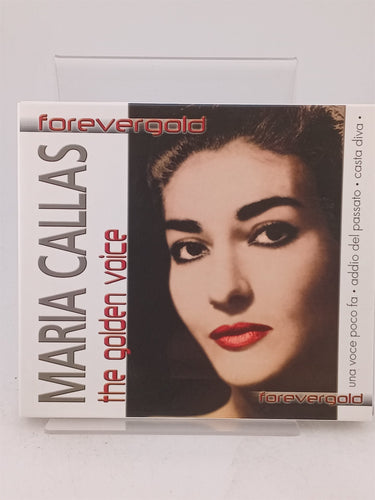 forevergold
MARIA CALLAS
the golden voice
una voce poco fa • addio del passato • casta diva •
forevergold